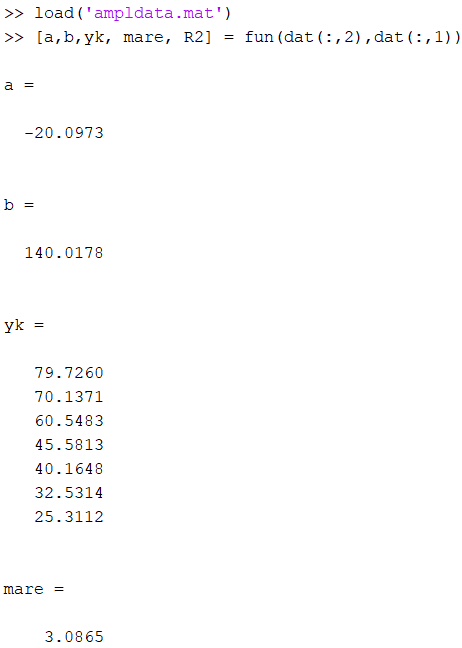 >> load('ampldata.mat')
>> [a,b,yk, mare, R2] = fun(dat(:,2),dat(:,1))
a =
-20.0973
b =
140.0178
yk =
79.7260
70.1371
60.5483
45.5813
40.1648
32.5314
25.3112
mare =
3.0865